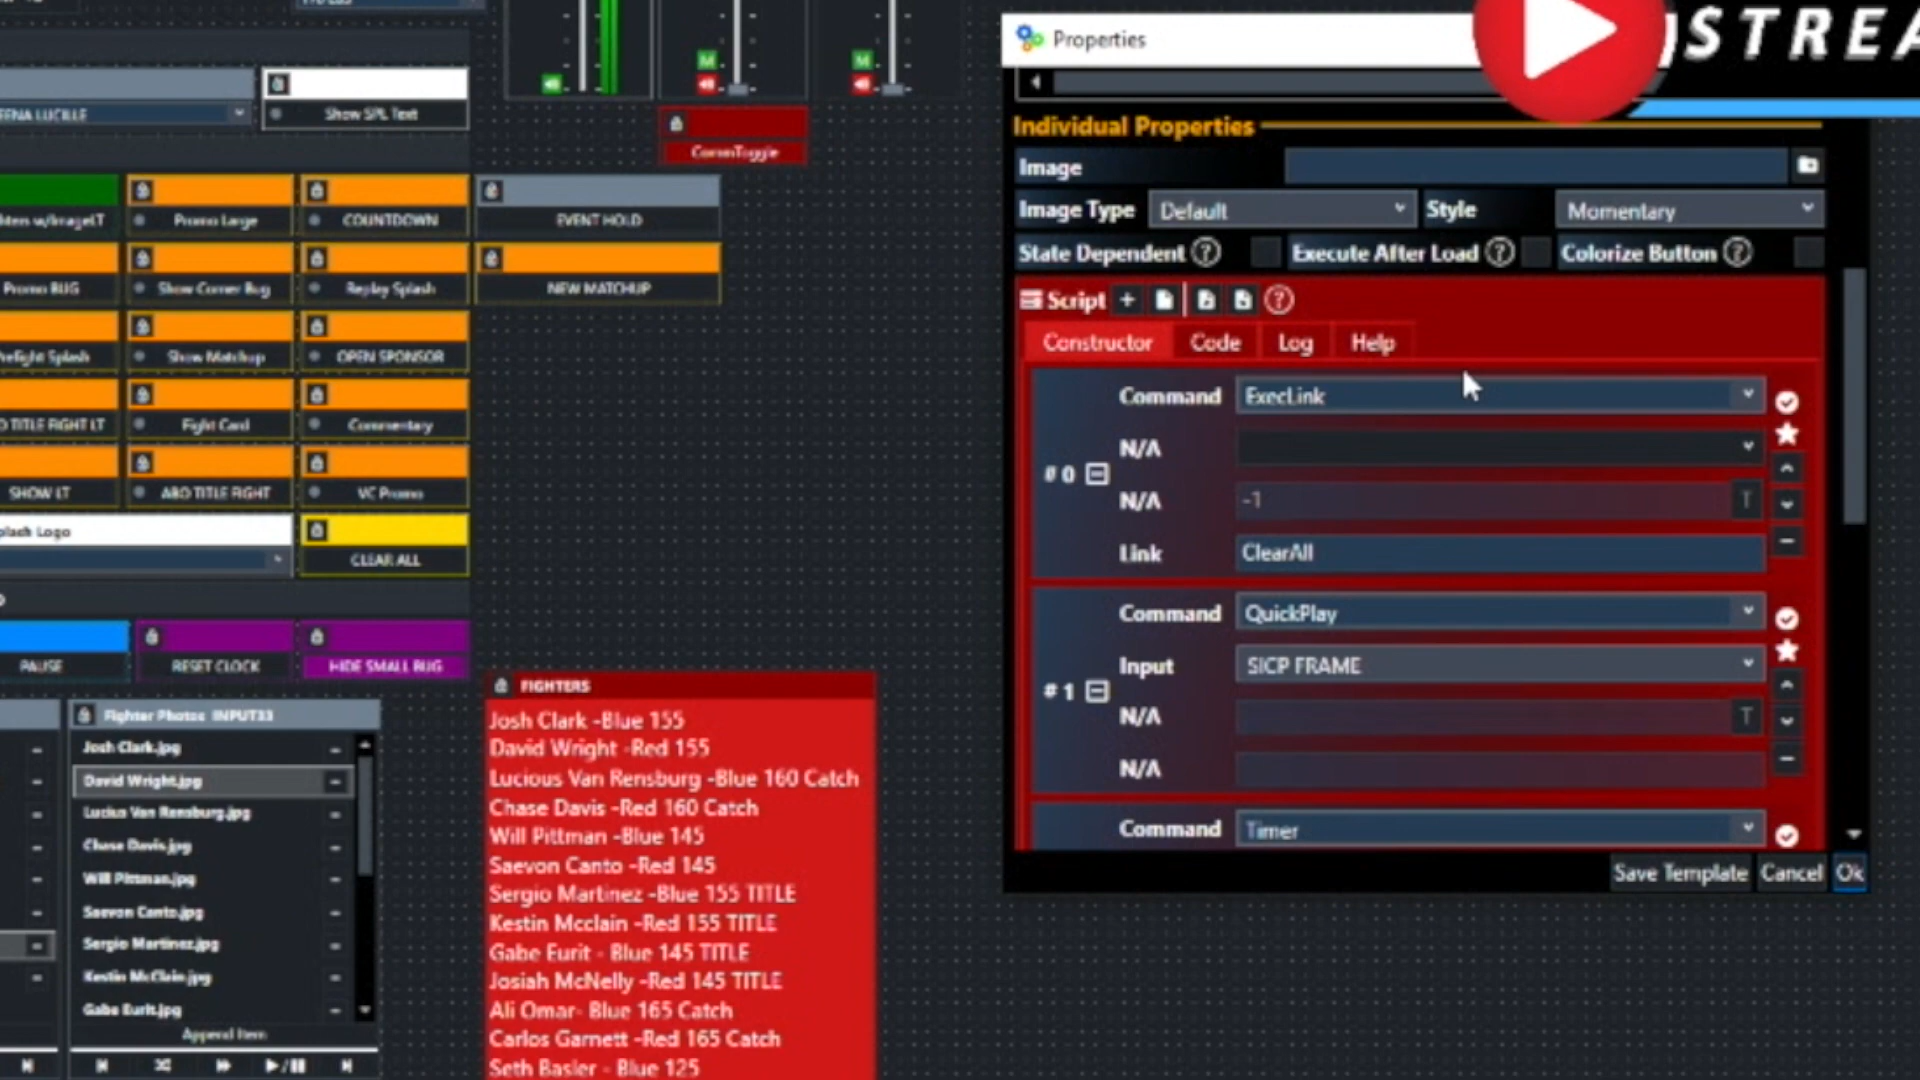 Show SPL Text
CommToggle
Promo Large
COUNTDOWN
EVENT HOLD
Promo BUG
Show Corner Bug
Replay Splash
NEW MATCHUP
Splash
Show Matchup
OPEN SPONSOR
TITLE FIGHT LT
Fight Card
Commentary
SHOW LT
ABO TITLE FIGHT
VC Promo
Logo
CLEAR ALL
PAUSE
RESET CLOCK
HIDE SMALL BUG
Fighter Photos INPUT33
Josh Clark.jpg
David Wright.jpg
Lucius Van Rensburg.jpg
Chase Davis.jpg
Will Pittman.jpg
Saevon Canto.jpg
Sergio Martinez.jpg
Kestin McClain.jpg
Gabe Eurit.jpg
Append Item
FIGHTERS
Josh Clark -Blue 155
David Wright -Red 155
Lucious Van Rensburg -Blue 160 Catch
Chase Davis -Red 160 Catch
Will Pittman -Blue 145
Saevon Canto -Red 145
Sergio Martinez -Blue 155 TITLE
Kestin Mcclain -Red 155 TITLE
Gabe Eurit - Blue 145 TITLE
Josiah McNelly -Red 145 TITLE
Ali Omar- Blue 165 Catch
Carlos Garnett -Red 165 Catch
Seth Basler - Blue 125
Properties
STREA
Individual Properties
Image
Image Type Default Style Momentary
State Dependent ? Execute After Load ? Colorize Button ?
Script + ?
Constructor Code Log Help
Command ExecLink
N/A
# 0
N/A -1 T
Link ClearAll
Command QuickPlay
Input SICP FRAME
# 1
N/A T
N/A
Command Timer
Save Template Cancel Ok